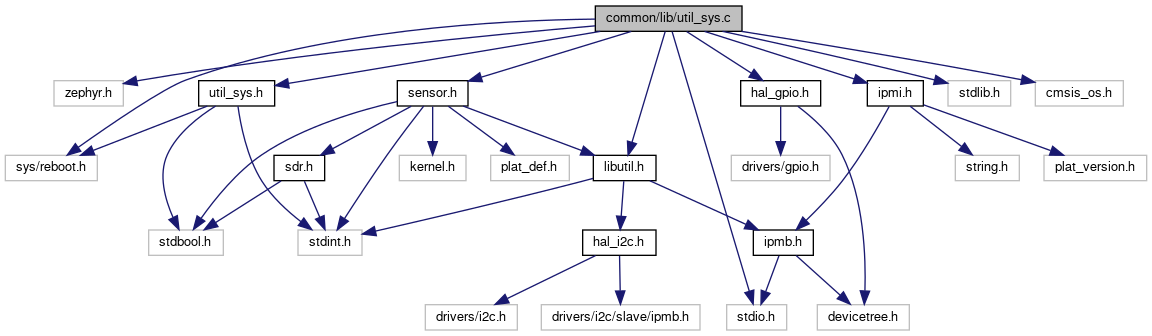 common/lib/util_sys.c
zephyr.h
util_sys.h
sensor.h
hal_gpio.h
ipmi.h
stdlib.h
cmsis_os.h
sys/reboot.h
sdr.h
kernel.h
plat_def.h
libutil.h
drivers/gpio.h
string.h
plat_version.h
stdbool.h
stdint.h
hal_i2c.h
ipmb.h
drivers/i2c.h
drivers/i2c/slave/ipmb.h
stdio.h
devicetree.h